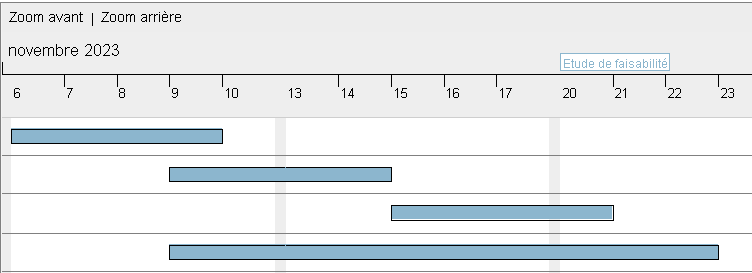 Zoom avant | Zoom arrière
novembre 2023
Etude de faisabilité
6 7 8 9 10 13 14 15 16 17 20 21 22 23